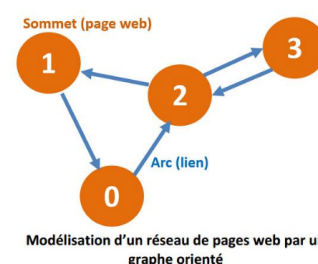 Sommet (page web)
1
3
2
Arc (lien)
0
Modélisation d'un réseau de pages web par u
graphe orienté